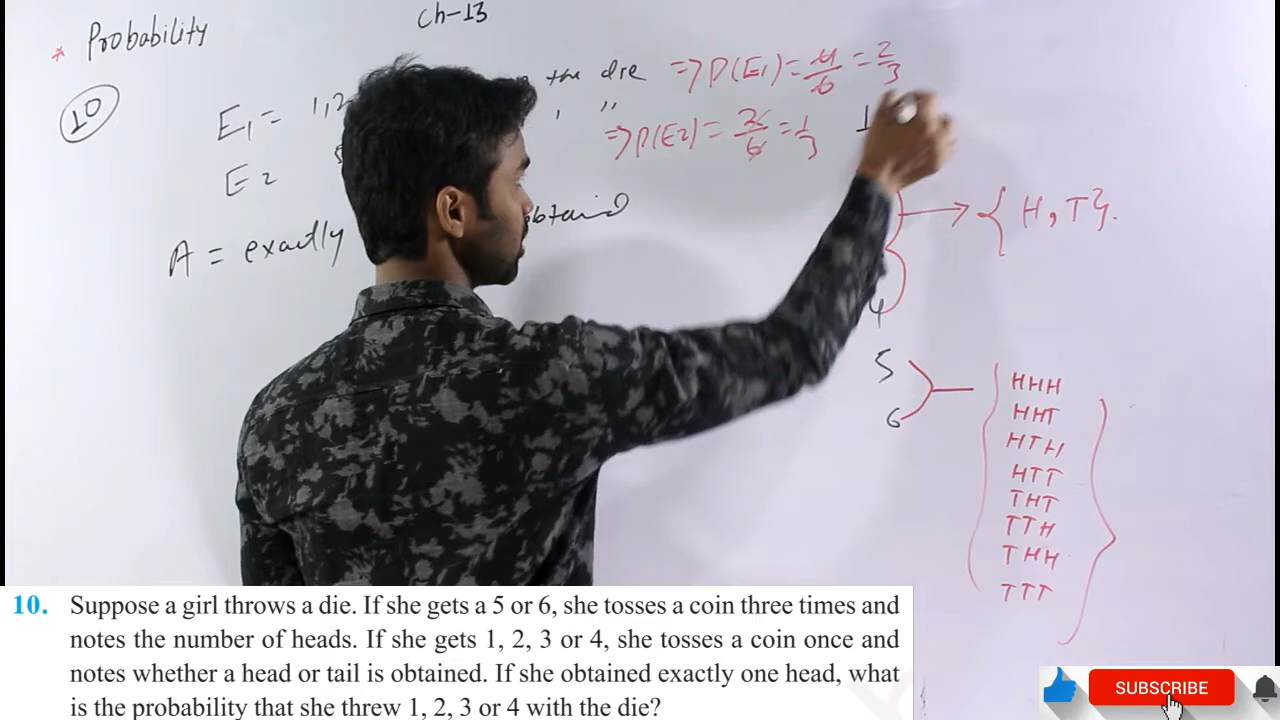 * Probability
Ch-13
10
E1 = 1,2 the die => P(E1) = 4/6 = 2/3
E2 , " => P(E2) = 2/6 = 1/3
A = exactly obtaind
1
{ H, T }.
4
5
6
HHH
HHT
HTH
HTT
THT
TTH
THH
TTT
10. Suppose a girl throws a die. If she gets a 5 or 6, she tosses a coin three times and
notes the number of heads. If she gets 1, 2, 3 or 4, she tosses a coin once and
notes whether a head or tail is obtained. If she obtained exactly one head, what
is the probability that she threw 1, 2, 3 or 4 with the die?
SUBSCRIBE